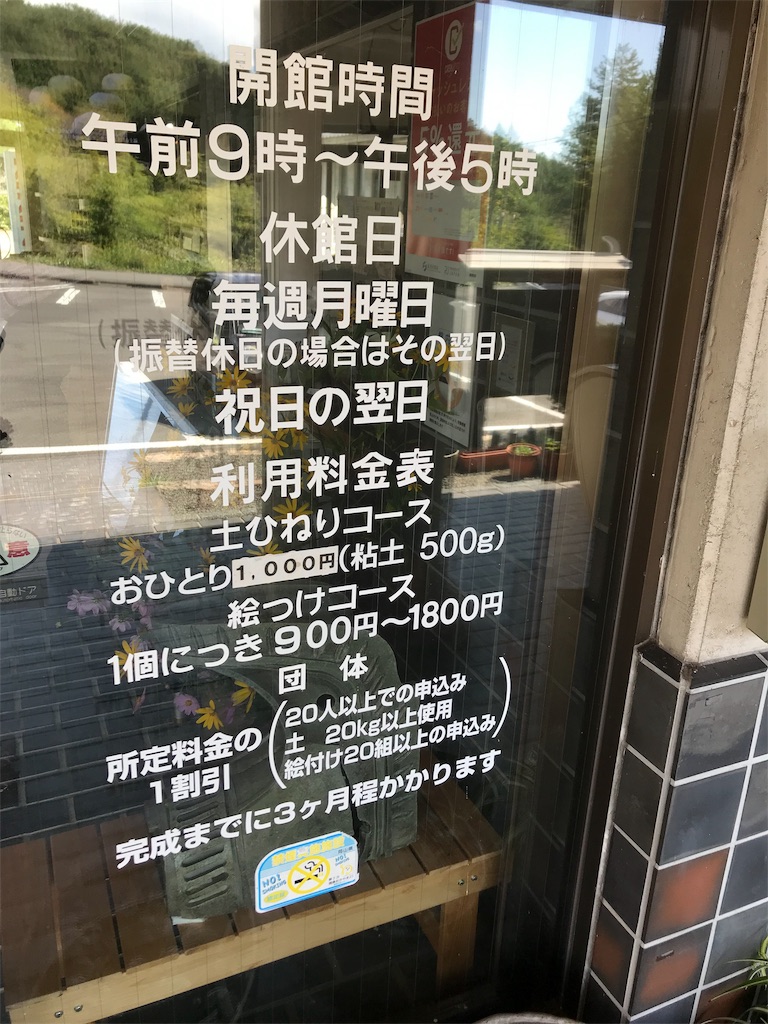 開館時間
午前9時～午後5時
休館日
毎週月曜日
(振替休日の場合はその翌日)
祝日の翌日
利用料金表
土ひねりコース
おひとり1,000円(粘土 500g)
絵つけコース
1個につき900円～1800円
団 体
所定料金の1割引
(20人以上での申込み
土 20kg以上使用
絵付け20組以上の申込み)
完成までに3ヶ月程かかります
5%還元
自動ドア